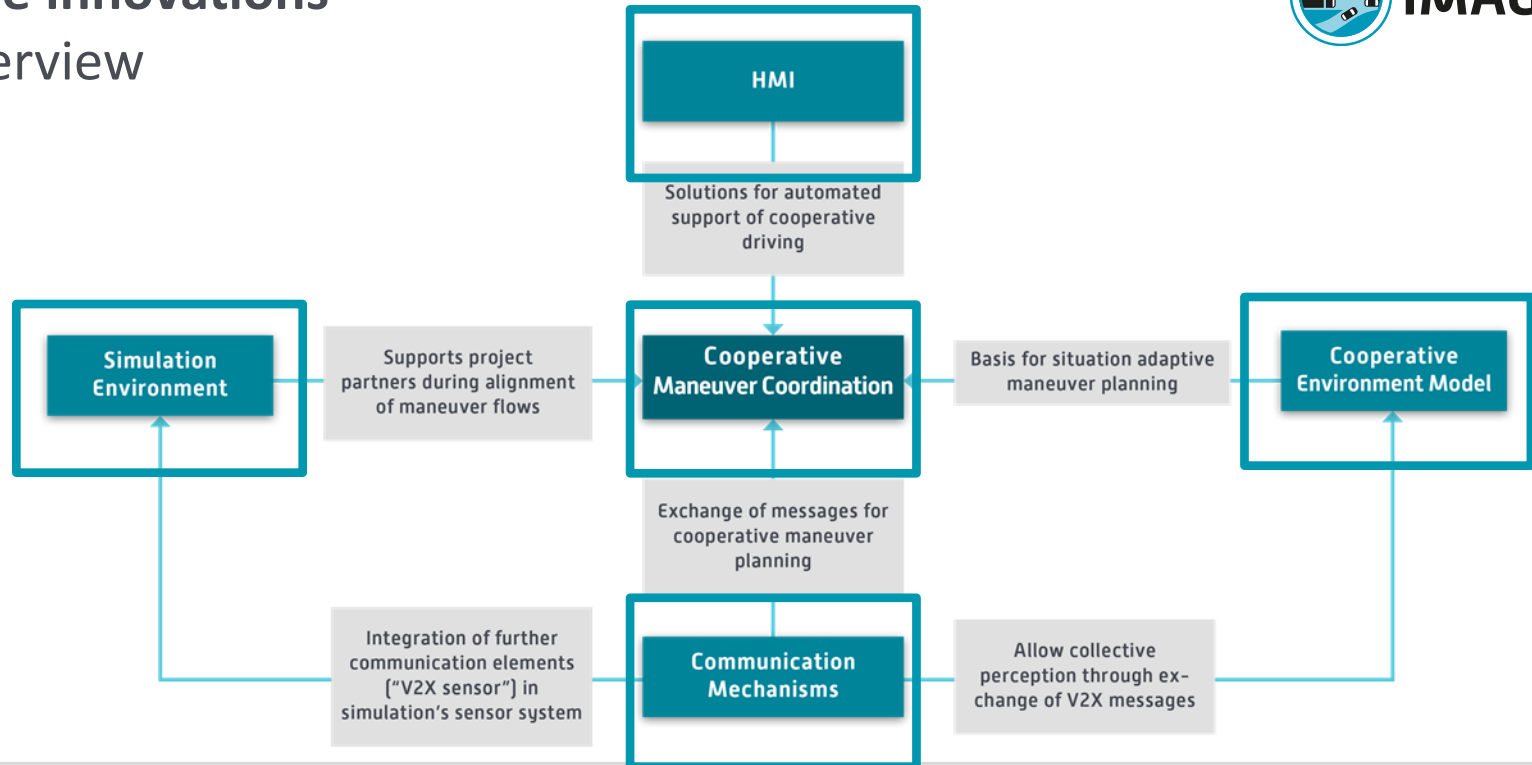 e Innovations
erview
HMI
Solutions for automated
support of cooperative
driving
Simulation
Environment
Supports project
partners during alignment
of maneuver flows
Cooperative
Maneuver Coordination
Basis for situation adaptive
maneuver planning
Cooperative
Environment Model
Exchange of messages for
cooperative maneuver
planning
Integration of further
communication elements
("V2X sensor") in
simulation's sensor system
Communication
Mechanisms
Allow collective
perception through ex-
change of V2X messages